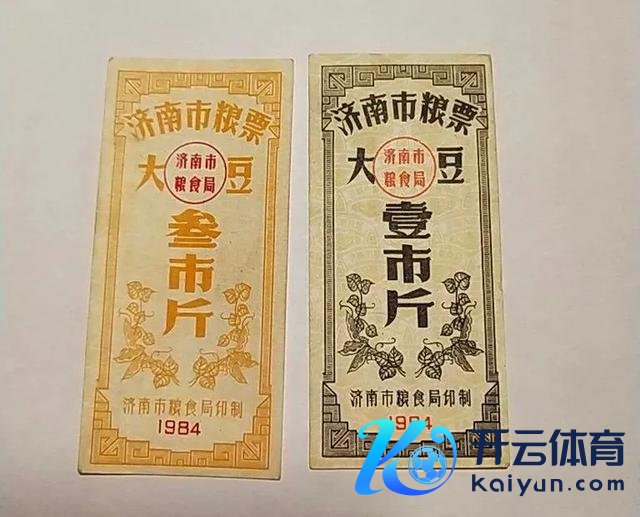 济南市粮票
大豆
济南市
粮食局
叁市斤
济南市粮食局印制
1984
济南市粮票
大豆
济南市
粮食局
壹市斤
济南市粮食局印制
1984
开云体育
kaiyun.com